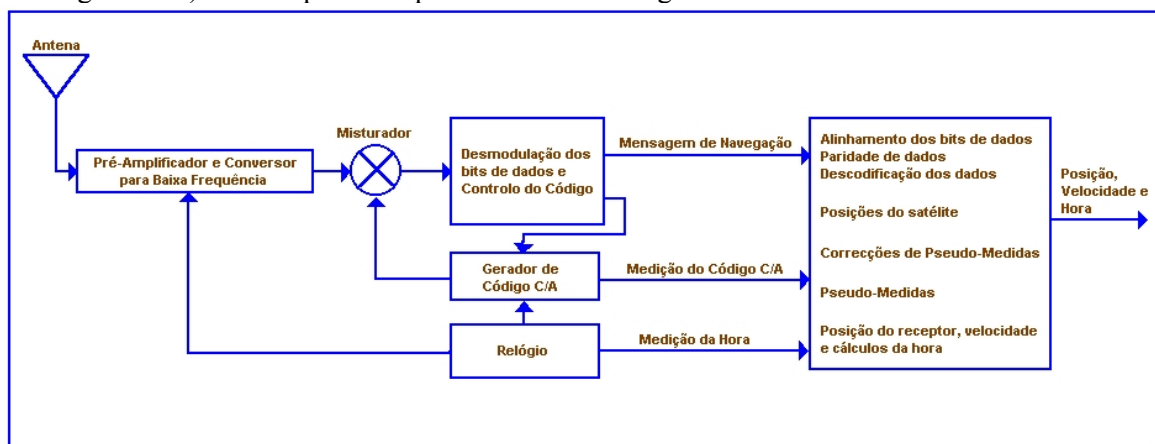 Antena
Pré-Amplificador e Conversor
para Baixa Frequência
Misturador
Desmodulação dos
bits de dados e
Controlo do Código
Mensagem de Navegação
Gerador de
Código C/A
Medição do Código C/A
Relógio
Medição da Hora
Alinhamento dos bits de dados
Paridade de dados
Descodificação dos dados
Posições do satélite
Correcções de Pseudo-Medidas
Pseudo-Medidas
Posição do receptor, velocidade
e cálculos da hora
Posição,
Velocidade e
Hora